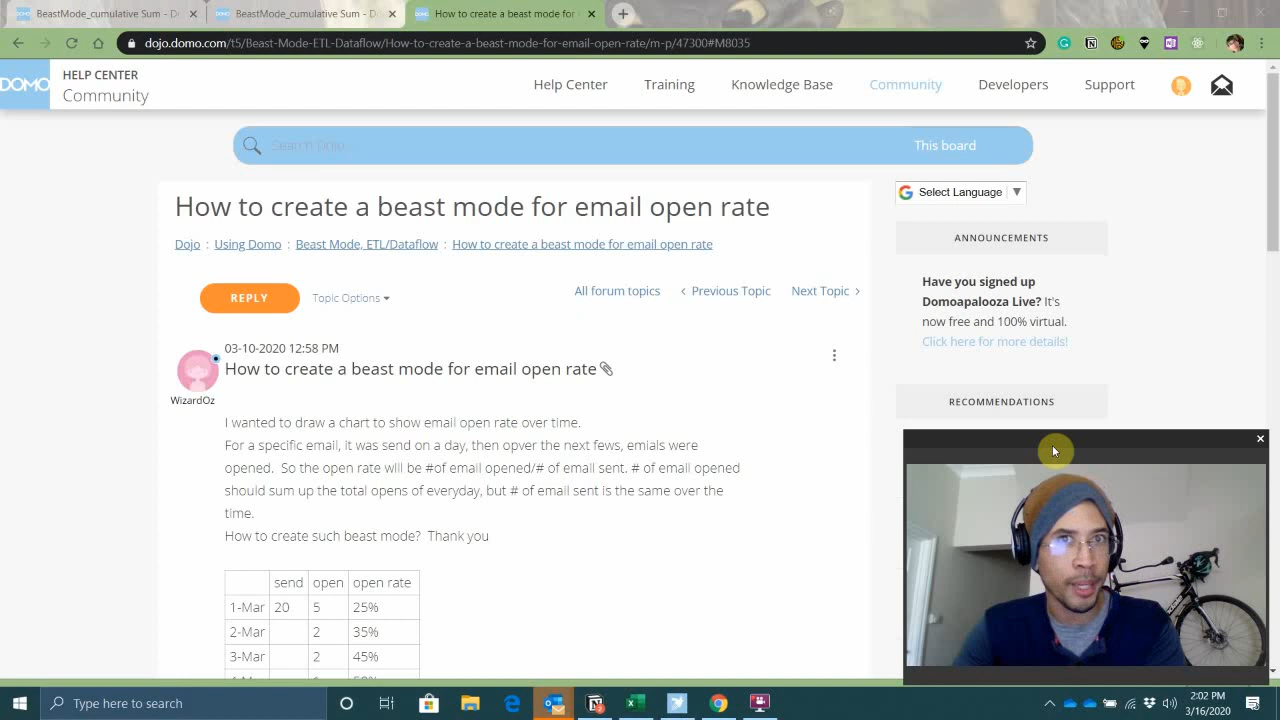 BeastMode_cumulative Sum - Do
BeastMode_cumulative Sum - Do
How to create a beast mode for
dojo.domo.com/t5/Beast-Mode-ETL-Dataflow/How-to-create-a-beast-mode-for-email-open-rate/m-p/47300#M8035
DOMO
HELP CENTER
Community
Help Center
Training
Knowledge Base
Community
Developers
Support
Search Dojo...
This board
Select Language
How to create a beast mode for email open rate
Dojo : Using Domo : Beast Mode, ETL/Dataflow : How to create a beast mode for email open rate
REPLY
Topic Options
All forum topics
Previous Topic
Next Topic
ANNOUNCEMENTS
Have you signed up
Domoapalooza Live? It's
now free and 100% virtual.
Click here for more details!
RECOMMENDATIONS
03-10-2020 12:58 PM
How to create a beast mode for email open rate
WizardOz
I wanted to draw a chart to show email open rate over time.
For a specific email, it was send on a day, then opver the next fews, emials were
opened. So the open rate will be #of email opened/# of email sent. # of email opened
should sum up the total opens of everyday, but # of email sent is the same over the
time.
How to create such beast mode? Thank you
send open open rate
1-Mar 20 5 25%
2-Mar 2 35%
3-Mar 2 45%
Type here to search
2:02 PM
3/16/2020